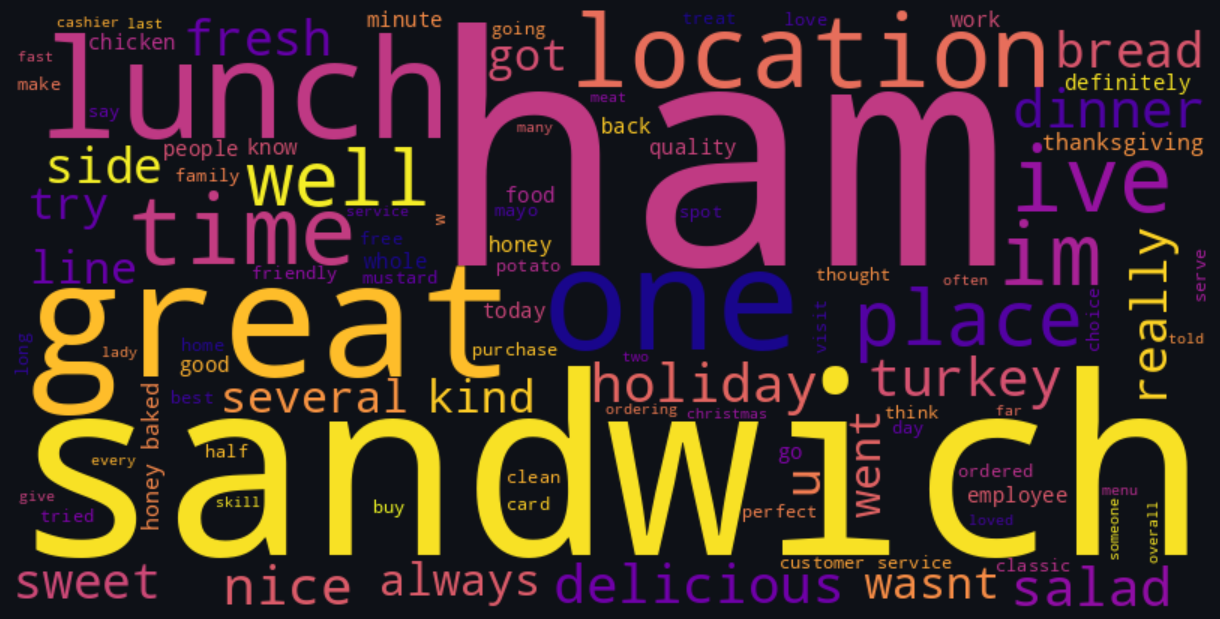 cashier last
minute
going
treat
love
work
fast
chicken
fresh
got
location
bread
make
lunch
ham
definitely
say
meat
dinner
many
back
people know
quality
thanksgiving
side
family
well
ive
try
time
service
w
food
mayo
spot
free
honey
im
really
line
whole
friendly
mustard
potato
thought
often
serve
great
one
today
place
visit
choice
long
lady
home
good
purchase
told
two
best
several
kind
holiday
turkey
ordering
christmas
think
far
day
honey baked
sandwich
half
every
go
went
u
clean
card
ordered
employee
menu
give
tried
skill
buy
perfect
loved
someone
overall
customer service
classic
sweet
nice
always
delicious
wasnt
salad